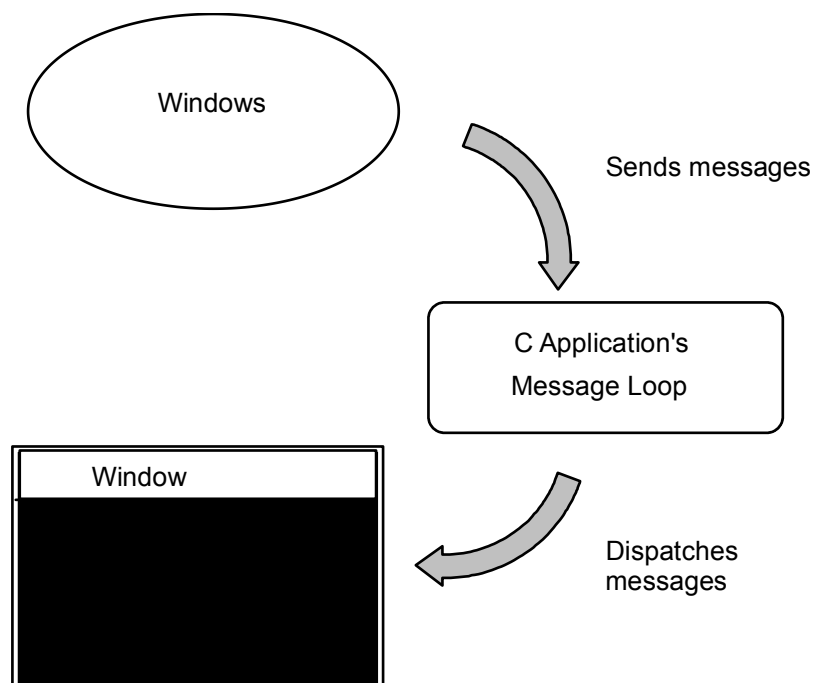 Windows
Sends messages
C Application's
Message Loop
Window
Dispatches
messages